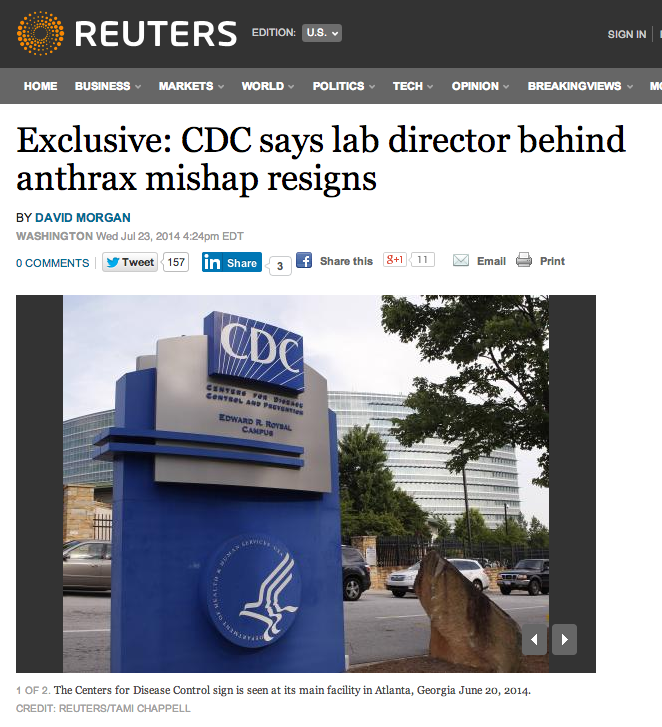 REUTERS EDITION: U.S. SIGN IN
HOME BUSINESS MARKETS WORLD POLITICS TECH OPINION BREAKINGVIEWS MO
Exclusive: CDC says lab director behind
anthrax mishap resigns
BY DAVID MORGAN
WASHINGTON Wed Jul 23, 2014 4:24pm EDT
0 COMMENTS Tweet 157 in Share 3 f Share this g+1 11 Email Print
CDC
CENTERS FOR DISEASE
CONTROL AND PREVENTION
EDWARD R. ROYBAL
CAMPUS
DEPARTMENT OF HEALTH & HUMAN SERVICES USA
1 OF 2. The Centers for Disease Control sign is seen at its main facility in Atlanta, Georgia June 20, 2014.
CREDIT: REUTERS/TAMI CHAPPELL